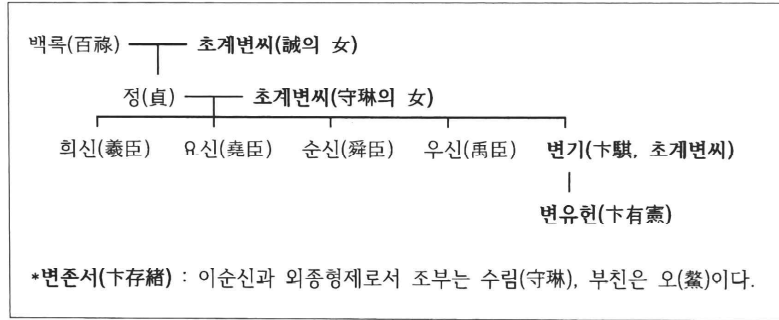 백록(百祿) 초계변씨(誠의 女)
정(貞) 초계변씨(守琳의 女)
희신(羲臣) 요신(堯臣) 순신(舜臣) 우신(禹臣) 변기(卞騏, 초계변씨)
변유헌(卞有憲)
*변존서(卞存緖) : 이순신과 외종형제로서 조부는 수림(守琳), 부친은 오(鰲)이다.